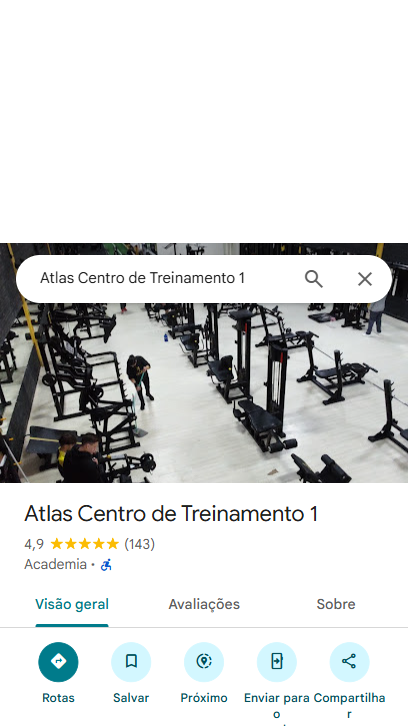 Atlas Centro de Treinamento 1
Atlas Centro de Treinamento 1
4,9 (143)
Academia ·
Visão geral
Avaliações
Sobre
Rotas
Salvar
Próximo
Enviar para o
Compartilhar